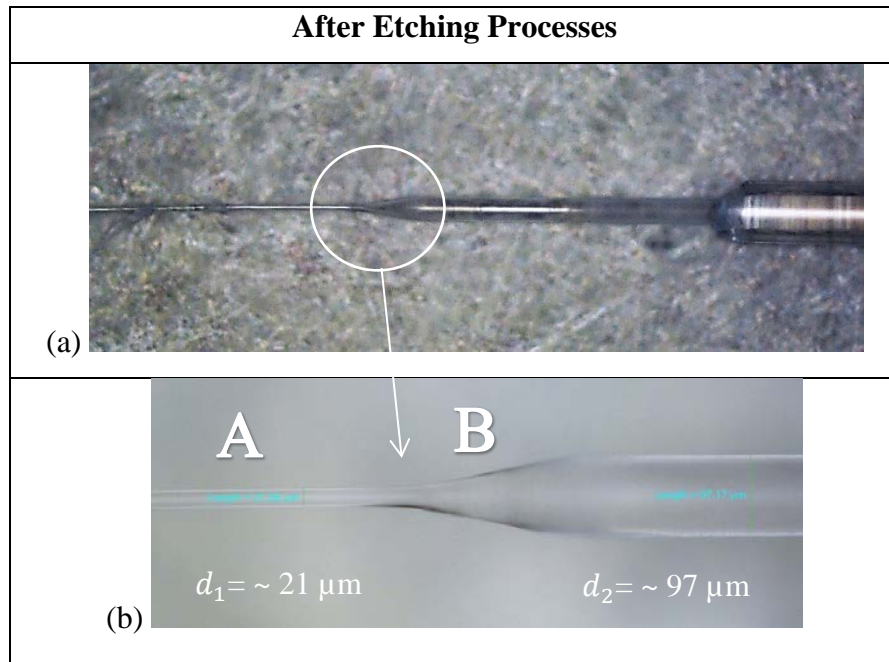 After Etching Processes
(a)
A B
d₁= ~ 21 µm d₂= ~ 97 µm
(b)